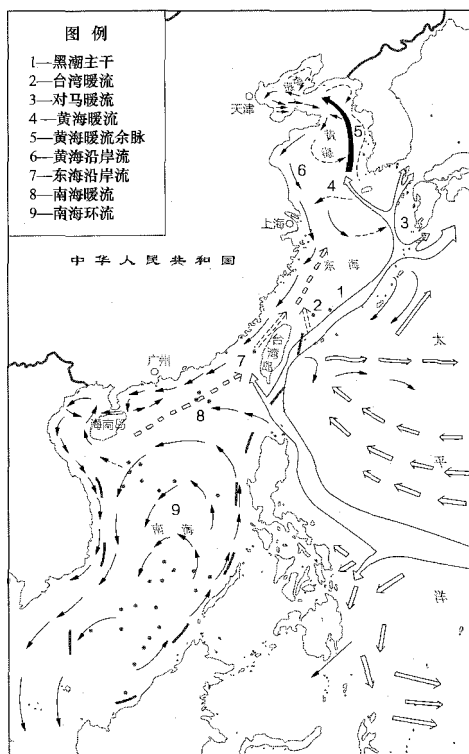 图例
1—黑潮主干
2—台湾暖流
3—对马暖流
4—黄海暖流
5—黄海暖流余脉
6—黄海沿岸流
7—东海沿岸流
8—南海暖流
9—南海环流
渤海
天津
黄海
5
6
4
3
上海
中华人民共和国
东海
1
2
太
台湾岛
广州
7
海南岛
8
平
9
南海
洋